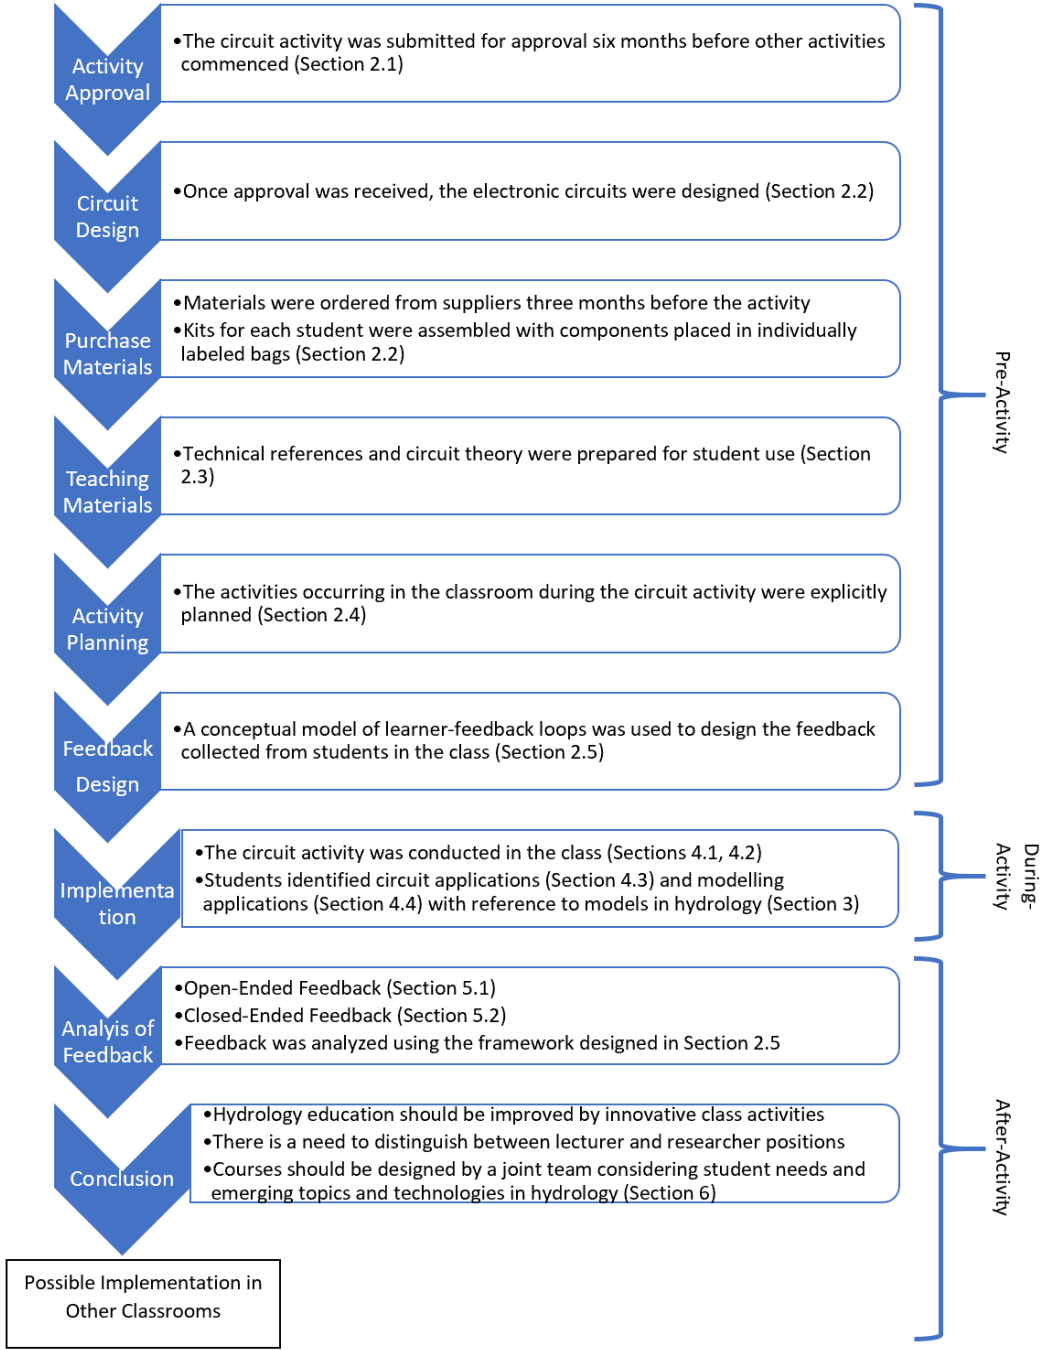 Activity
Approval
•The circuit activity was submitted for approval six months before other activities
commenced (Section 2.1)
Circuit
Design
•Once approval was received, the electronic circuits were designed (Section 2.2)
Purchase
Materials
•Materials were ordered from suppliers three months before the activity
•Kits for each student were assembled with components placed in individually
labeled bags (Section 2.2)
Teaching
Materials
•Technical references and circuit theory were prepared for student use (Section
2.3)
Activity
Planning
•The activities occurring in the classroom during the circuit activity were explicitly
planned (Section 2.4)
Feedback
Design
•A conceptual model of learner-feedback loops was used to design the feedback
collected from students in the class (Section 2.5)
Pre-Activity
Implementa
tion
•The circuit activity was conducted in the class (Sections 4.1, 4.2)
•Students identified circuit applications (Section 4.3) and modelling
applications (Section 4.4) with reference to models in hydrology (Section 3)
During-
Activity
Analyis of
Feedback
•Open-Ended Feedback (Section 5.1)
•Closed-Ended Feedback (Section 5.2)
•Feedback was analyzed using the framework designed in Section 2.5
Conclusion
•Hydrology education should be improved by innovative class activities
•There is a need to distinguish between lecturer and researcher positions
•Courses should be designed by a joint team considering student needs and
emerging topics and technologies in hydrology (Section 6)
After-Activity
Possible Implementation in
Other Classrooms